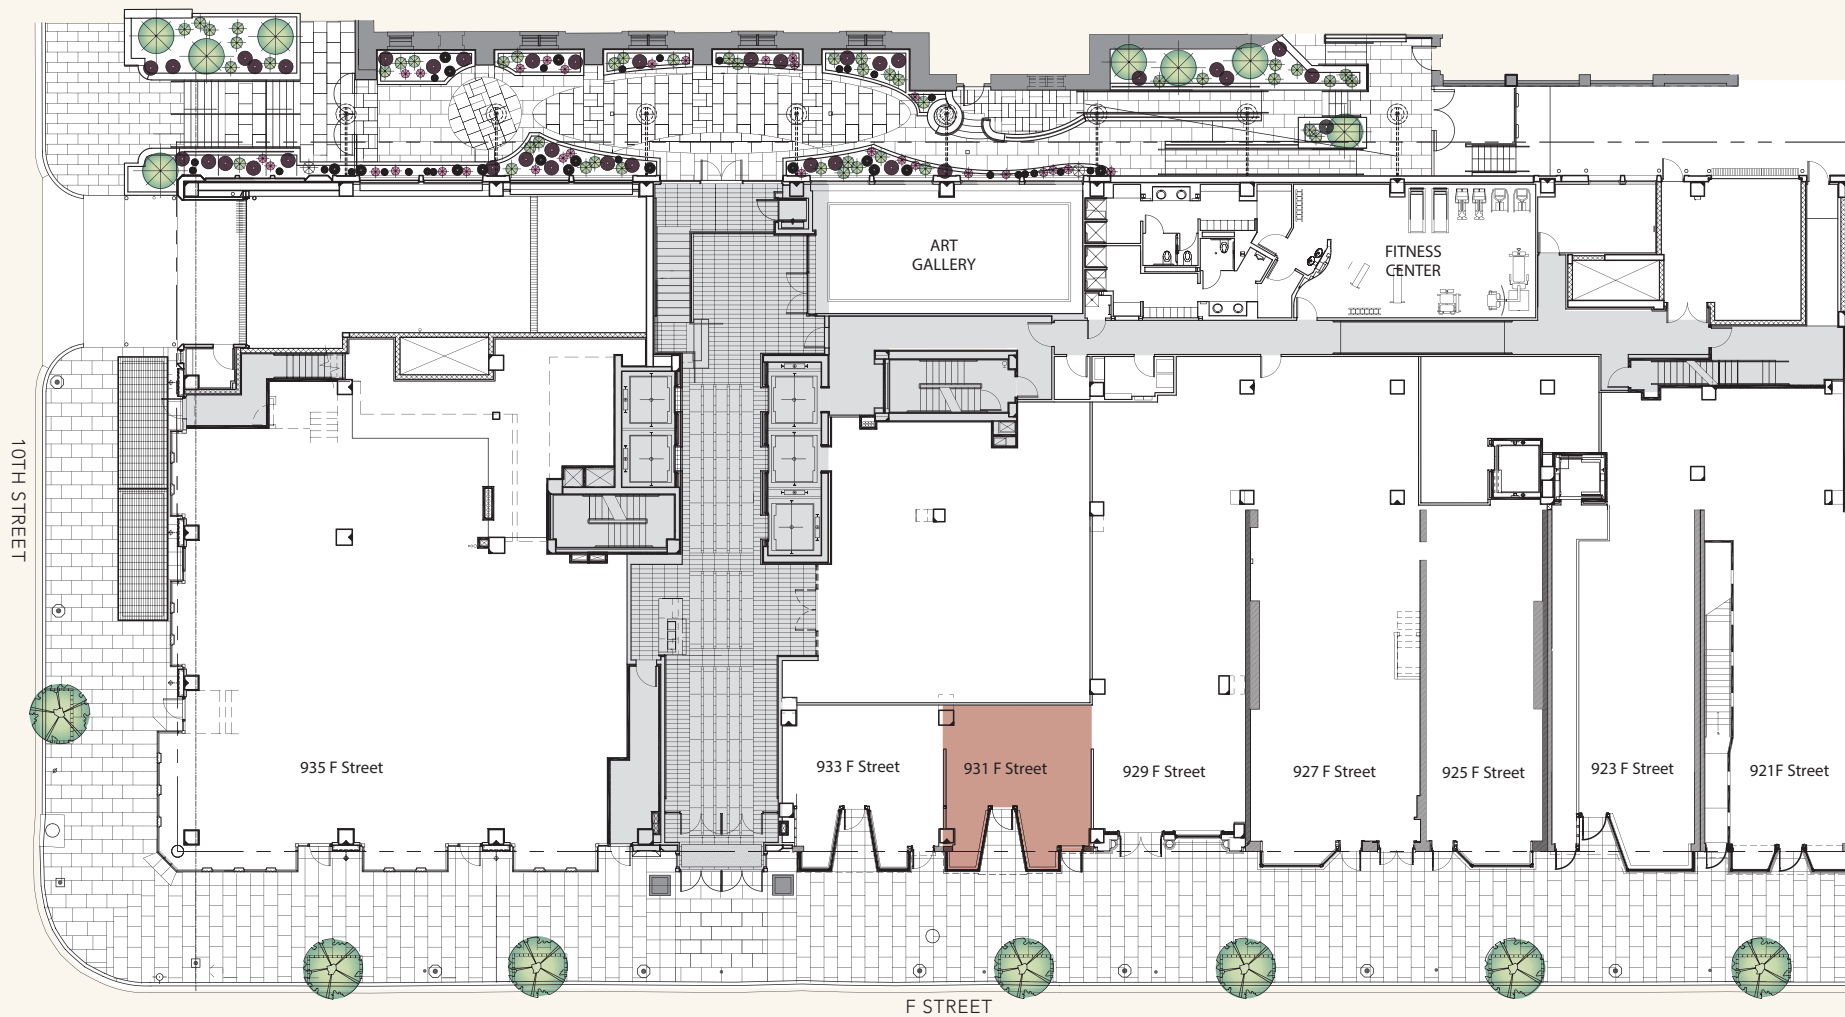 ART
GALLERY
FITNESS
CENTER
10TH STREET
935 F Street
933 F Street
931 F Street
929 F Street
927 F Street
925 F Street
923 F Street
921F Street
F STREET